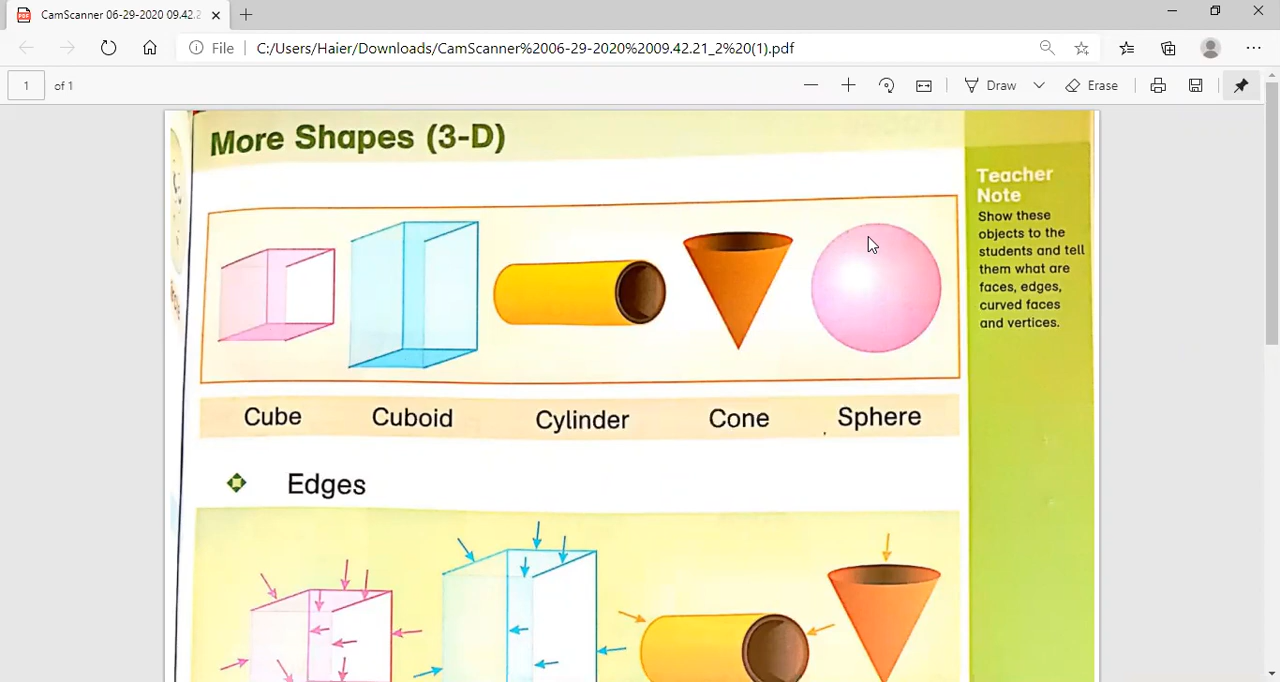 CamScanner 06-29-2020 09.42.2
File
C:/Users/Haier/Downloads/CamScanner%2006-29-2020%2009.42.21_2%20(1).pdf
1 of 1
Draw
Erase
More Shapes (3-D)
Teacher
Note
Show these
objects to the
students and tell
them what are
faces, edges,
curved faces
and vertices.
Cube Cuboid Cylinder Cone Sphere
Edges